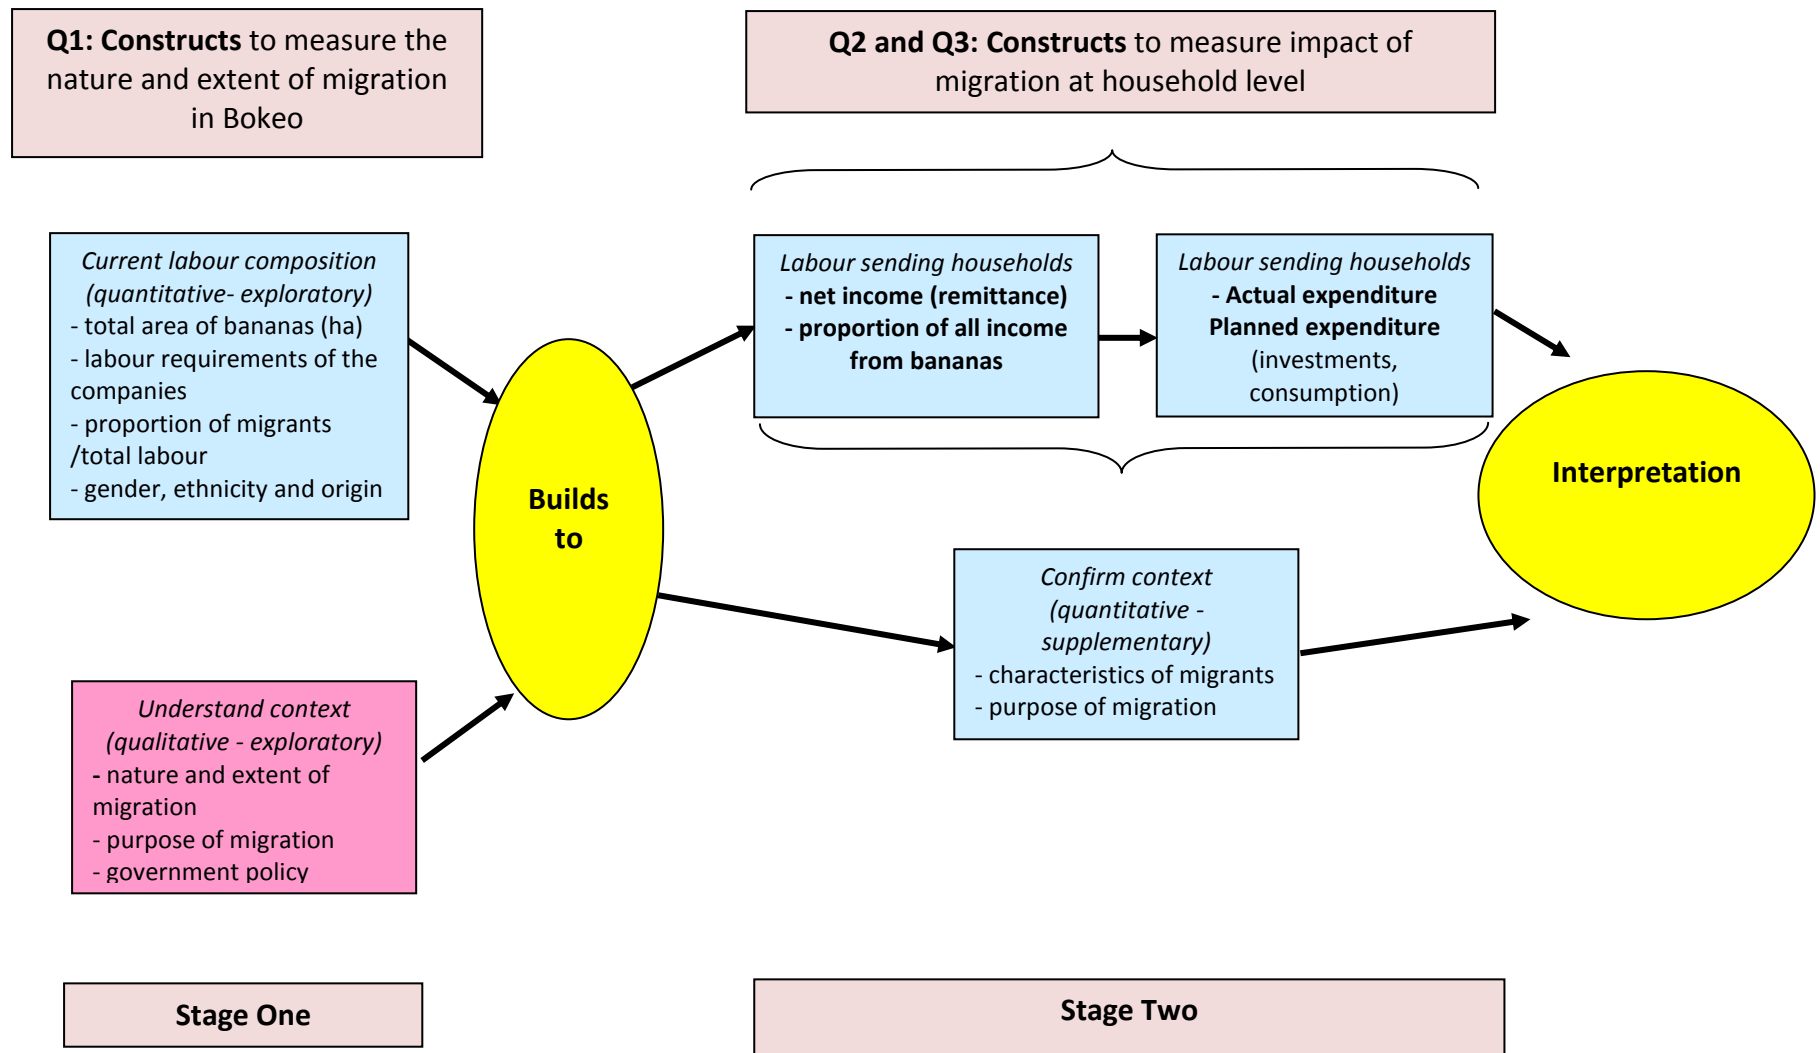 Q1: Constructs to measure the
nature and extent of migration
in Bokeo
Q2 and Q3: Constructs to measure impact of
migration at household level
Current labour composition
(quantitative- exploratory)
- total area of bananas (ha)
- labour requirements of the
companies
- proportion of migrants
/total labour
- gender, ethnicity and origin
Understand context
(qualitative - exploratory)
- nature and extent of
migration
- purpose of migration
- government policy
Builds
to
Labour sending households
- net income (remittance)
- proportion of all income
from bananas
Labour sending households
- Actual expenditure
Planned expenditure
(investments,
consumption)
Confirm context
(quantitative -
supplementary)
- characteristics of migrants
- purpose of migration
Interpretation
Stage One
Stage Two